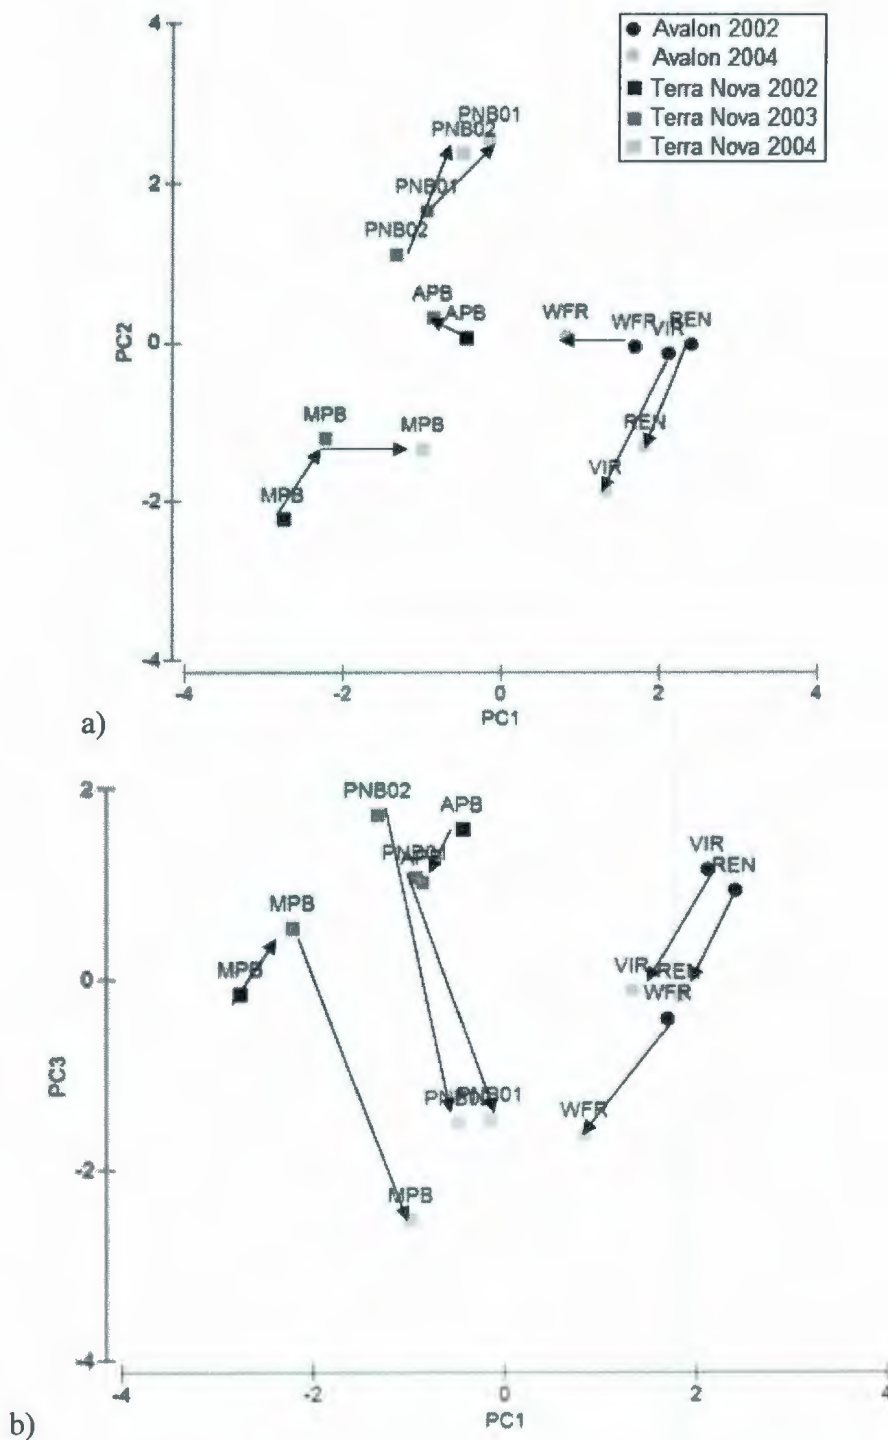 Avalon 2002
Avalon 2004
Terra Nova 2002
Terra Nova 2003
Terra Nova 2004
4
2
0
-2
-4
PC2
PNB01
PNB02
PNB01
PNB02
APB
APB
WFR
WFR
VIR
REN
MPB
MPB
MPB
REN
VIR
-4
-2
0
2
4
PC1
a)
2
0
-2
-4
PC3
PNB02
APB
VIR
REN
MPB
MPB
VIR
REN
WFR
PNB01
WFR
MPB
-4
-2
0
2
4
PC1
b)